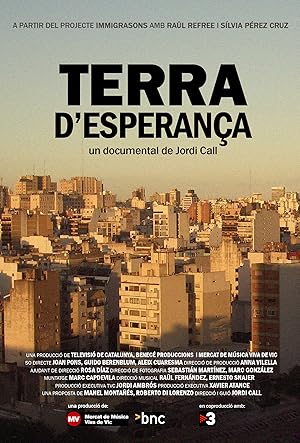 A PARTIR DEL PROJECTE IMMIGRASONS AMB RAÜL REFREE I SÍLVIA PÉREZ CRUZ
TERRA
D'ESPERANÇA
un documental de Jordi Call
UNA PRODUCCIÓ DE TELEVISIÓ DE CATALUNYA, BENECÉ PRODUCCIONS I MERCAT DE MÚSICA VIVA DE VIC
SO DIRECTE JOAN PONS, GUIDO BERENBLUM, ALEIX CUARESMA DIRECCIÓ DE PRODUCCIÓ ANNA VILELLA
AJUDANT DE DIRECCIÓ ROSA DÍAZ DIRECCIÓ DE FOTOGRAFIA SEBASTIÁN MARTÍNEZ, MARC GONZÁLEZ
MUNTATGE MARC CAPDEVILA DIRECCIÓ MUSICAL RAÜL FERNÁNDEZ, ERNESTO SNAJER
PRODUCCIÓ EXECUTIVA TVC JORDI AMBRÓS PRODUCCIÓ EXECUTIVA XAVIER ATANCE
UNA PROPOSTA DE MANEL MONTAÑÉS, ROBERTO DI LORENZO DIRECCIÓ I GUIÓ JORDI CALL
una producció de:
en coproducció amb:
MV Mercat de Música
Viva de Vic
bnc
3